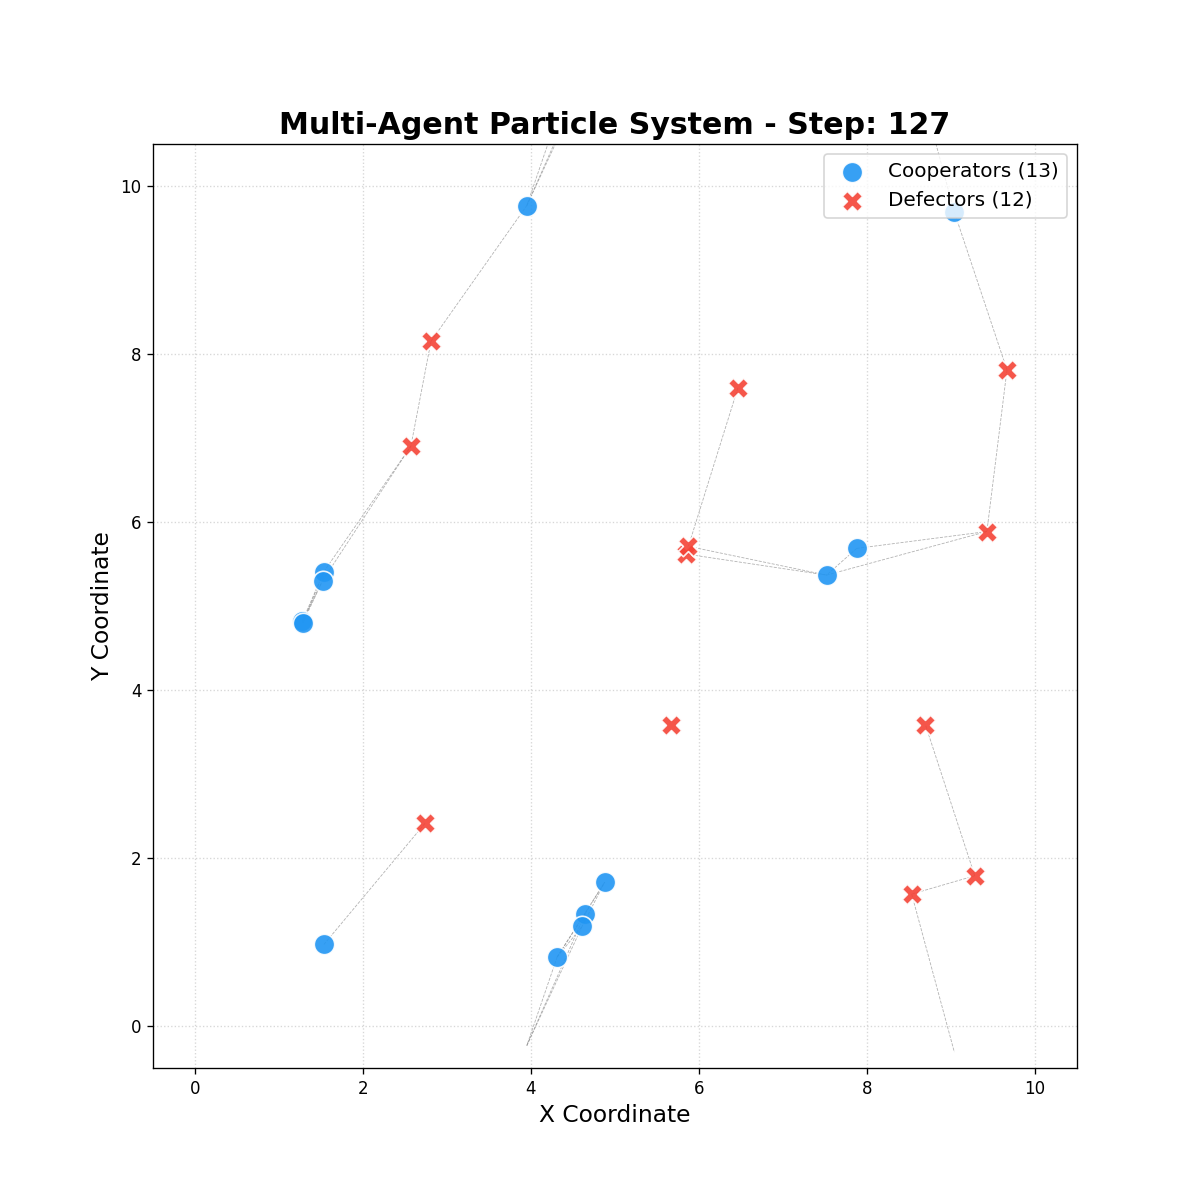 Multi-Agent Particle System - Step: 127
Cooperators (13)
Defectors (12)
10
8
6
4
2
0
Y Coordinate
0 2 4 6 8 10
X Coordinate